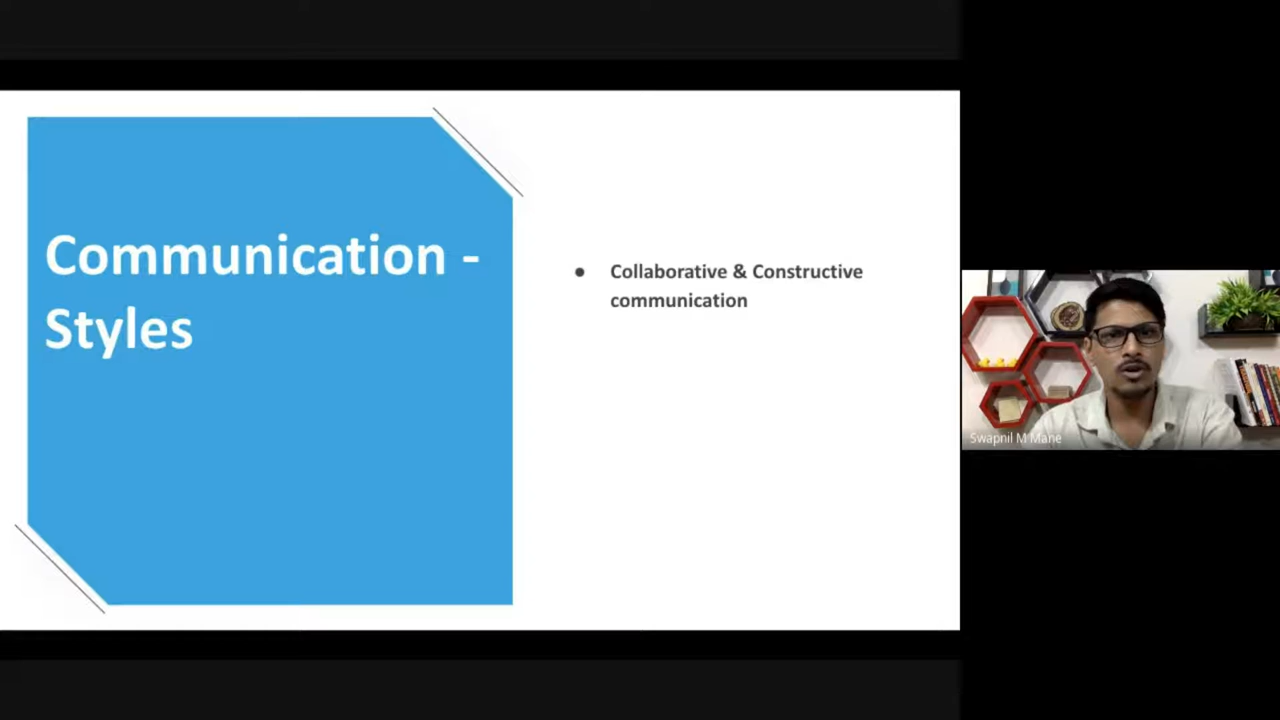 Communication -
Styles
● Collaborative & Constructive
communication
Swapnil M Mane